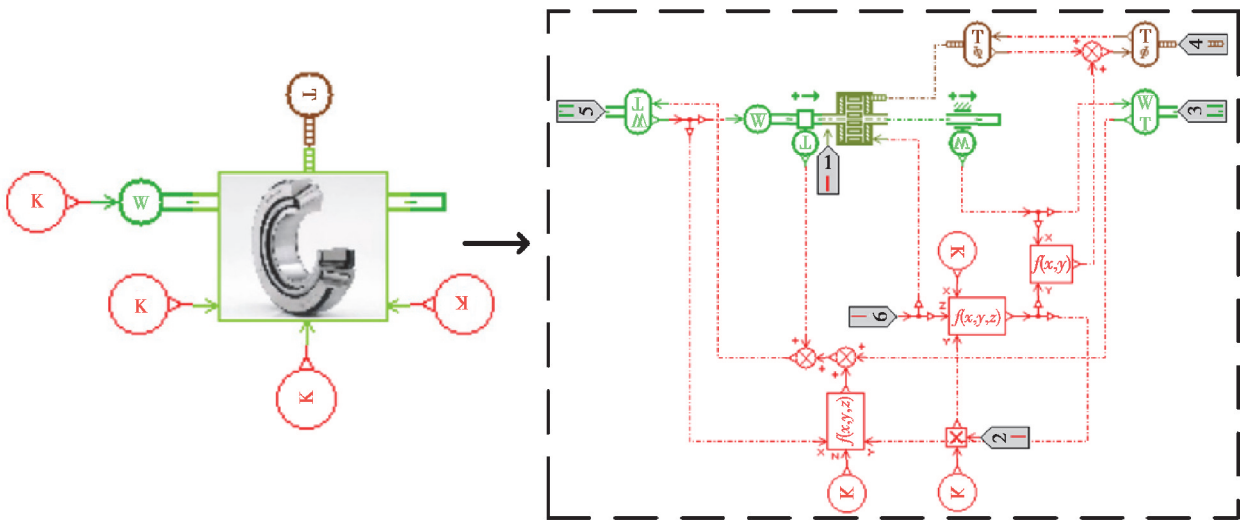 T
K
W
K
K
K
5
W
T
W
T
1
W
T
T
4
W
T
3
K
f(x,y)
X
Y
6
X
Z
Y
f(x,y,z)
f(x,y,z)
X
Z
Y
2
K
K
+
+
+
+
+
+
+
+